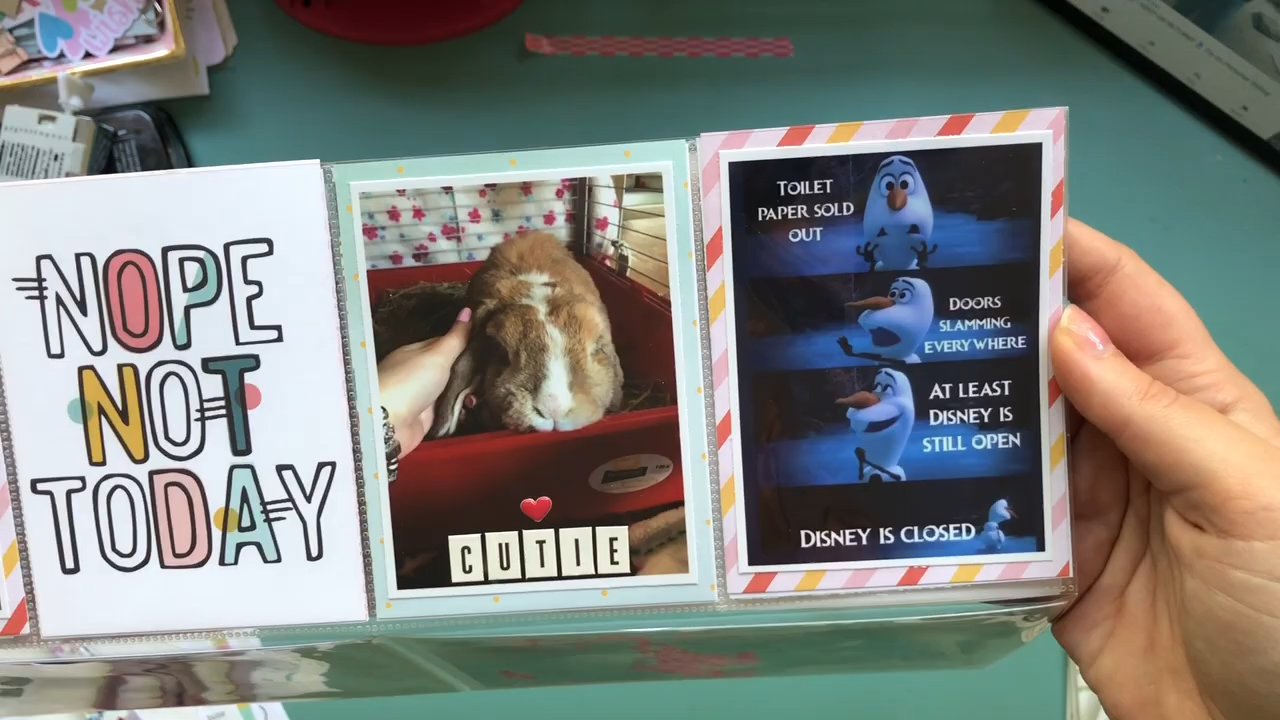 NOPE
NOT
TODAY
CUTIE
TOILET
PAPER SOLD
OUT
DOORS
SLAMMING
EVERYWHERE
AT LEAST
DISNEY IS
STILL OPEN
DISNEY IS CLOSED